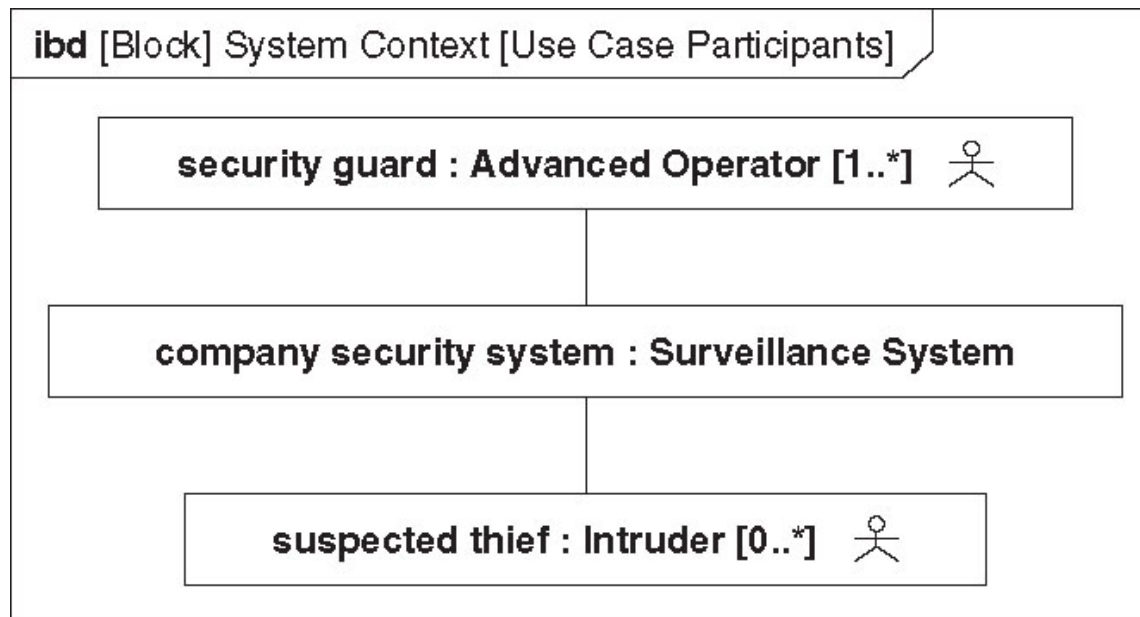 ibd [Block] System Context [Use Case Participants]
security guard : Advanced Operator [1..*]
company security system : Surveillance System
suspected thief : Intruder [0..*]